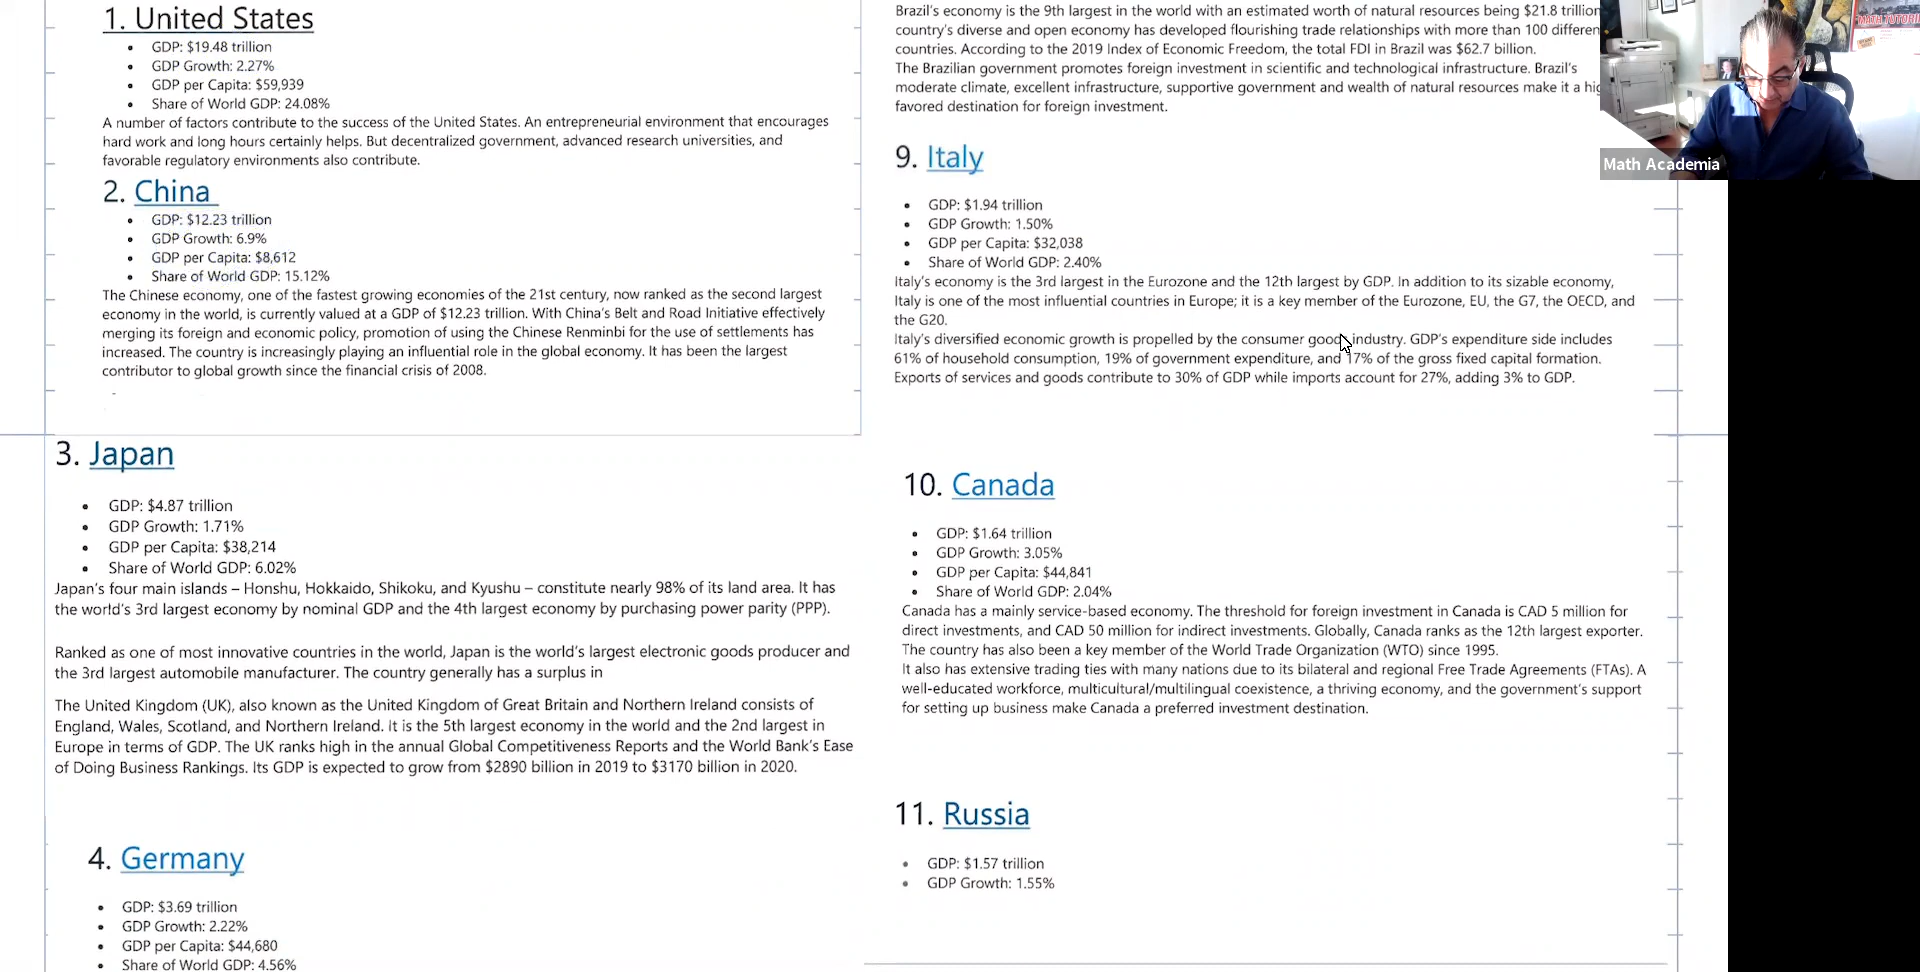 1. United States
• GDP: $19.48 trillion
• GDP Growth: 2.27%
• GDP per Capita: $59,939
• Share of World GDP: 24.08%
A number of factors contribute to the success of the United States. An entrepreneurial environment that encourages
hard work and long hours certainly helps. But decentralized government, advanced research universities, and
favorable regulatory environments also contribute.
2. China
• GDP: $12.23 trillion
• GDP Growth: 6.9%
• GDP per Capita: $8,612
• Share of World GDP: 15.12%
The Chinese economy, one of the fastest growing economies of the 21st century, now ranked as the second largest
economy in the world, is currently valued at a GDP of $12.23 trillion. With China's Belt and Road Initiative effectively
merging its foreign and economic policy, promotion of using the Chinese Renminbi for the use of settlements has
increased. The country is increasingly playing an influential role in the global economy. It has been the largest
contributor to global growth since the financial crisis of 2008.
3. Japan
• GDP: $4.87 trillion
• GDP Growth: 1.71%
• GDP per Capita: $38,214
• Share of World GDP: 6.02%
Japan's four main islands – Honshu, Hokkaido, Shikoku, and Kyushu – constitute nearly 98% of its land area. It has
the world's 3rd largest economy by nominal GDP and the 4th largest economy by purchasing power parity (PPP).
Ranked as one of most innovative countries in the world, Japan is the world's largest electronic goods producer and
the 3rd largest automobile manufacturer. The country generally has a surplus in
The United Kingdom (UK), also known as the United Kingdom of Great Britain and Northern Ireland consists of
England, Wales, Scotland, and Northern Ireland. It is the 5th largest economy in the world and the 2nd largest in
Europe in terms of GDP. The UK ranks high in the annual Global Competitiveness Reports and the World Bank's Ease
of Doing Business Rankings. Its GDP is expected to grow from $2890 billion in 2019 to $3170 billion in 2020.
4. Germany
• GDP: $3.69 trillion
• GDP Growth: 2.22%
• GDP per Capita: $44,680
• Share of World GDP: 4.56%
Brazil's economy is the 9th largest in the world with an estimated worth of natural resources being $21.8 trillion
country's diverse and open economy has developed flourishing trade relationships with more than 100 differen
countries. According to the 2019 Index of Economic Freedom, the total FDI in Brazil was $62.7 billion.
The Brazilian government promotes foreign investment in scientific and technological infrastructure. Brazil's
moderate climate, excellent infrastructure, supportive government and wealth of natural resources make it a hig
favored destination for foreign investment.
9. Italy
• GDP: $1.94 trillion
• GDP Growth: 1.50%
• GDP per Capita: $32,038
• Share of World GDP: 2.40%
Italy's economy is the 3rd largest in the Eurozone and the 12th largest by GDP. In addition to its sizable economy,
Italy is one of the most influential countries in Europe; it is a key member of the Eurozone, EU, the G7, the OECD, and
the G20.
Italy's diversified economic growth is propelled by the consumer goods industry. GDP's expenditure side includes
61% of household consumption, 19% of government expenditure, and 17% of the gross fixed capital formation.
Exports of services and goods contribute to 30% of GDP while imports account for 27%, adding 3% to GDP.
10. Canada
• GDP: $1.64 trillion
• GDP Growth: 3.05%
• GDP per Capita: $44,841
• Share of World GDP: 2.04%
Canada has a mainly service-based economy. The threshold for foreign investment in Canada is CAD 5 million for
direct investments, and CAD 50 million for indirect investments. Globally, Canada ranks as the 12th largest exporter.
The country has also been a key member of the World Trade Organization (WTO) since 1995.
It also has extensive trading ties with many nations due to its bilateral and regional Free Trade Agreements (FTAs). A
well-educated workforce, multicultural/multilingual coexistence, a thriving economy, and the government's support
for setting up business make Canada a preferred investment destination.
11. Russia
• GDP: $1.57 trillion
• GDP Growth: 1.55%
MATH TUTORI
Math Academia